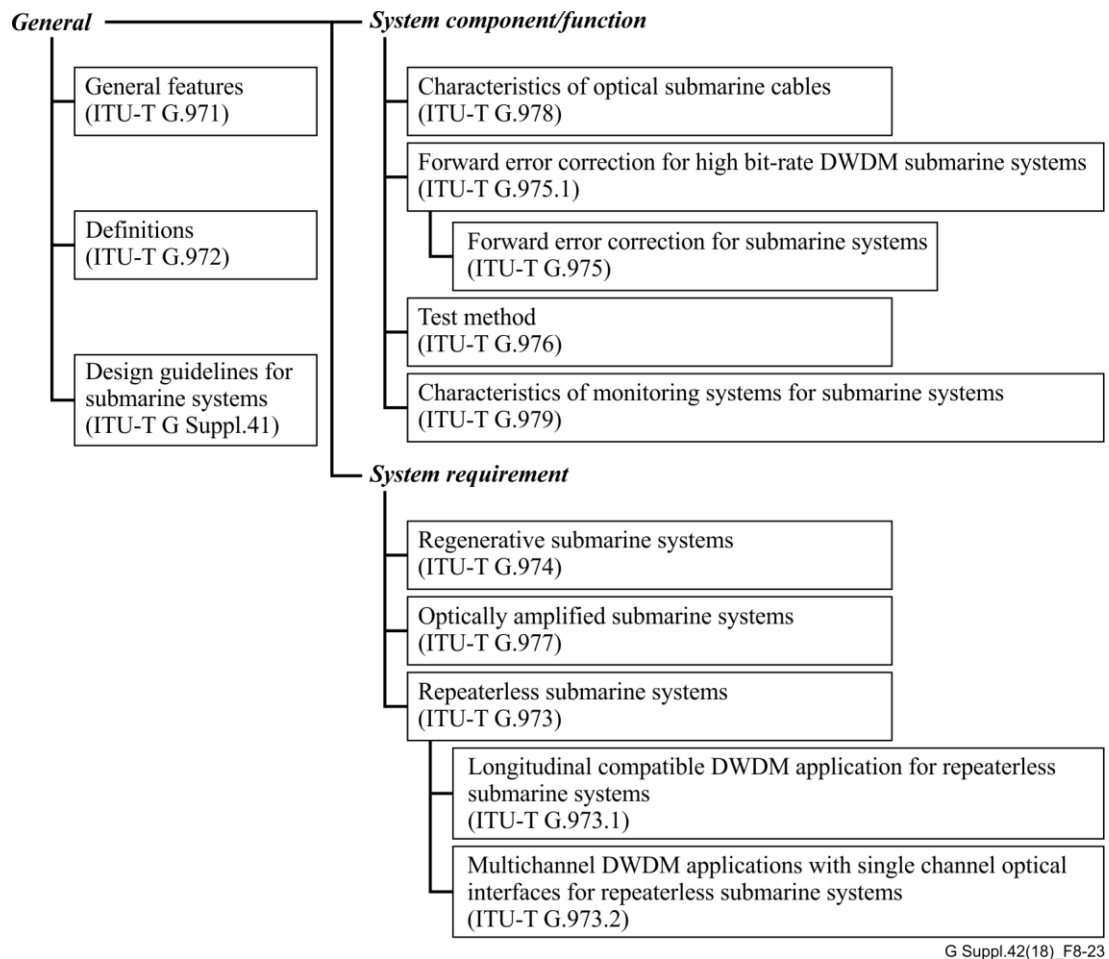 General
System component/function
General features
(ITU-T G.971)
Definitions
(ITU-T G.972)
Design guidelines for
submarine systems
(ITU-T G Suppl.41)
Characteristics of optical submarine cables
(ITU-T G.978)
Forward error correction for high bit-rate DWDM submarine systems
(ITU-T G.975.1)
Forward error correction for submarine systems
(ITU-T G.975)
Test method
(ITU-T G.976)
Characteristics of monitoring systems for submarine systems
(ITU-T G.979)
System requirement
Regenerative submarine systems
(ITU-T G.974)
Optically amplified submarine systems
(ITU-T G.977)
Repeaterless submarine systems
(ITU-T G.973)
Longitudinal compatible DWDM application for repeaterless
submarine systems
(ITU-T G.973.1)
Multichannel DWDM applications with single channel optical
interfaces for repeaterless submarine systems
(ITU-T G.973.2)
G Suppl.42(18)_F8-23